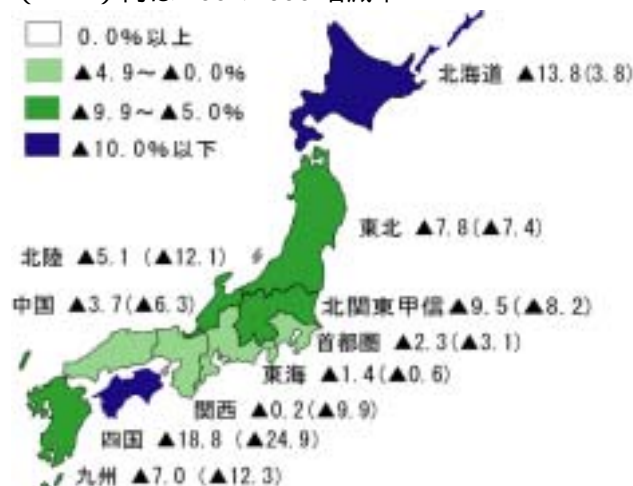 0.0%以上
▲4.9～▲0.0%
▲9.9～▲5.0%
▲10.0%以下
北海道 ▲13.8(3.8)
東北 ▲7.8(▲7.4)
北陸 ▲5.1 (▲12.1)
中国 ▲3.7(▲6.3)
北関東甲信▲9.5(▲8.2)
首都圏 ▲2.3(▲3.1)
東海 ▲1.4(▲0.6)
関西 ▲0.2(▲9.9)
四国 ▲18.8 (▲24.9)
九州 ▲7.0 (▲12.3)